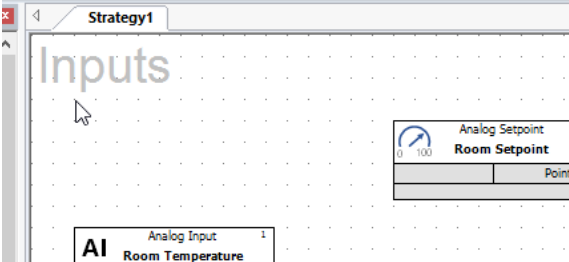 Strategy1
Inputs
Analog Setpoint
Room Setpoint
0 100
Point
Analog Input 1
AI
Room Temperature